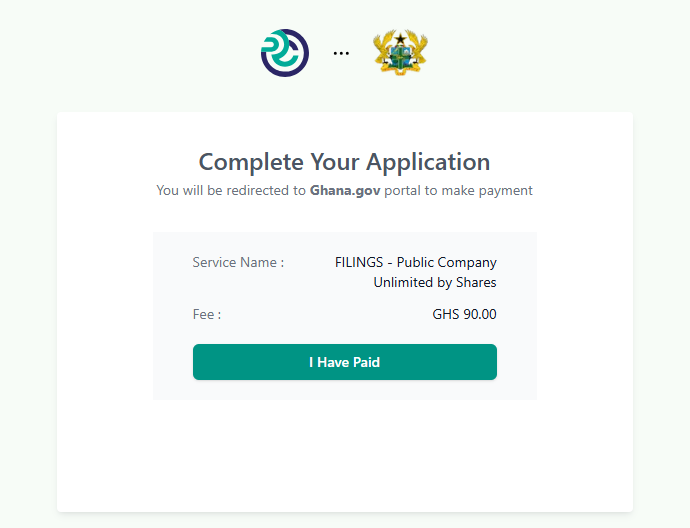 Complete Your Application
You will be redirected to Ghana.gov portal to make payment
Service Name : FILINGS - Public Company
Unlimited by Shares
Fee : GHS 90.00
I Have Paid